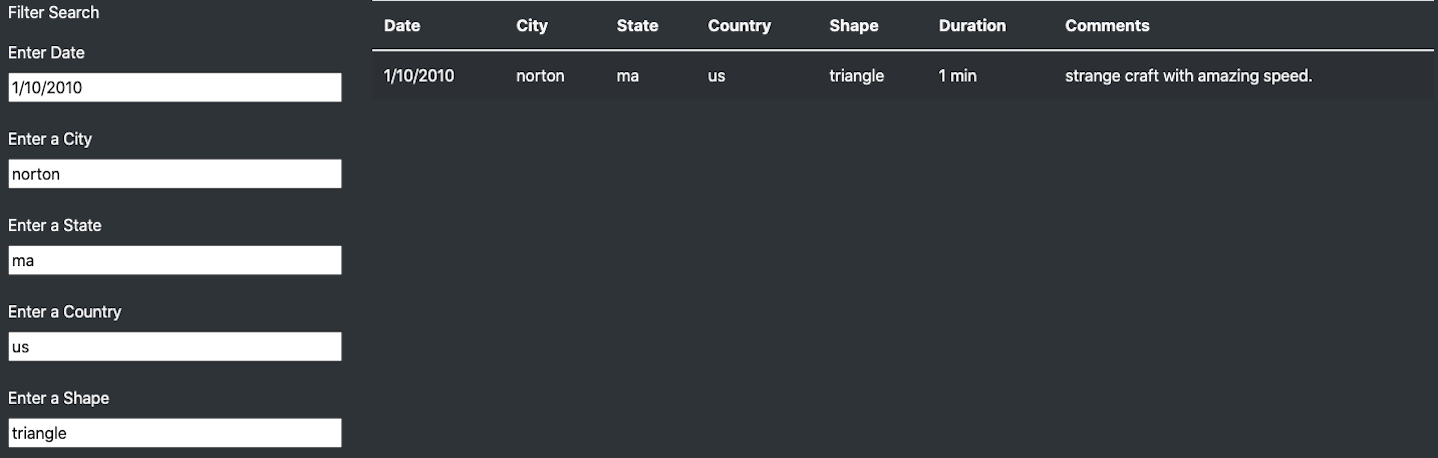 Filter Search
Enter Date
1/10/2010
Enter a City
norton
Enter a State
ma
Enter a Country
us
Enter a Shape
triangle
Date City State Country Shape Duration Comments
1/10/2010 norton ma us triangle 1 min strange craft with amazing speed.